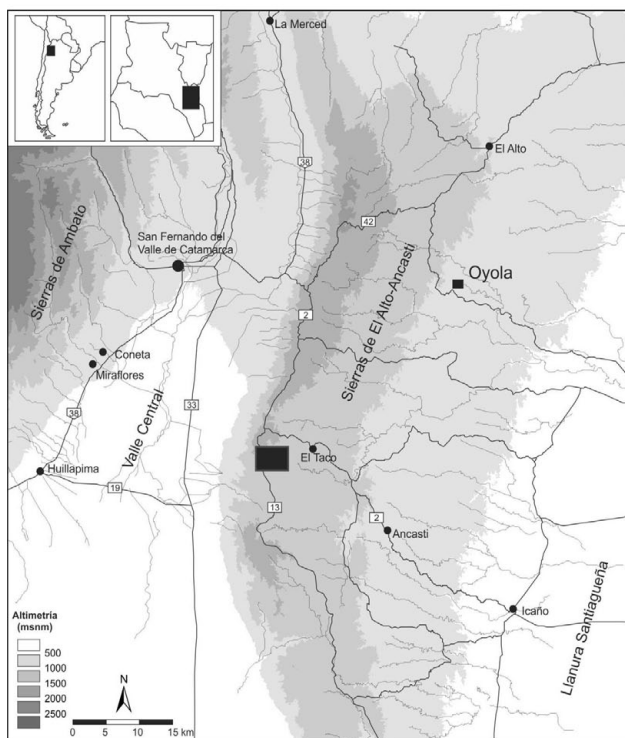 La Merced
38
El Alto
42
San Fernando del
Valle de Catamarca
Sierras de Ambato
Oyola
2
Sierras de El Alto-Ancasti
Coneta
Miraflores
38
Valle Central
33
Huillapima
19
El Taco
13
2
Ancasti
Icaño
Llanura Santiagueña
Altimetría
(msnm)
500
1000
1500
2000
2500
N
0 5 10 15
km